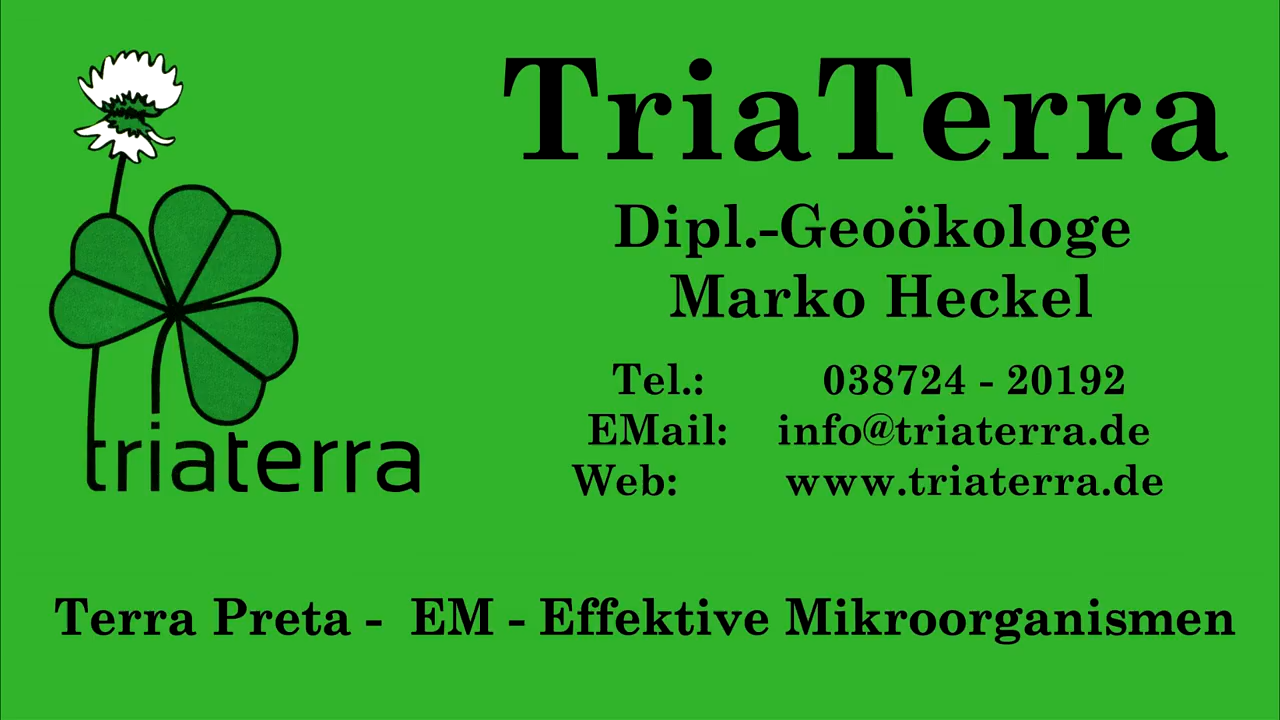 TriaTerra
Dipl.-Geoökologe
Marko Heckel
Tel.: 038724 - 20192
EMail: info@triaterra.de
Web: www.triaterra.de
triaterra
Terra Preta - EM - Effektive Mikroorganismen